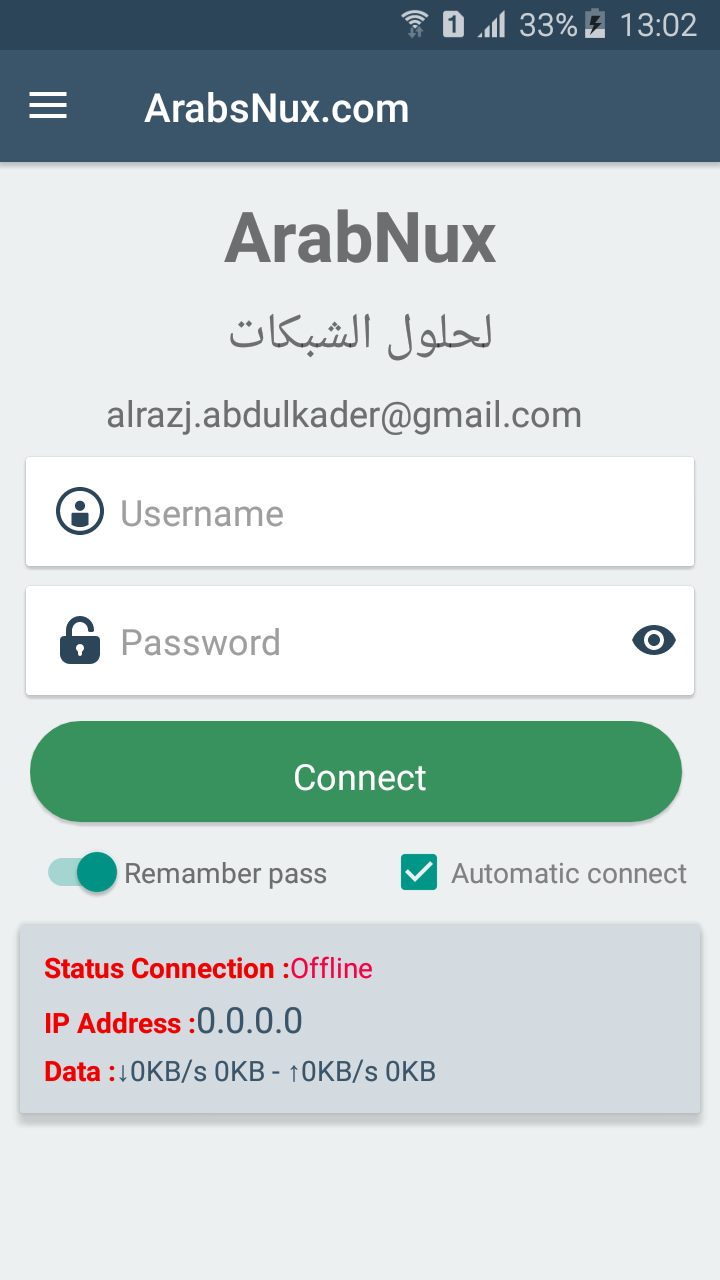 33% 13:02
ArabsNux.com
ArabNux
لحلول الشبكات
alrazj.abdulkader@gmail.com
Username
Password
Connect
Remamber pass
Automatic connect
Status Connection :Offline
IP Address :0.0.0.0
Data :↓0KB/s 0KB - ↑0KB/s 0KB